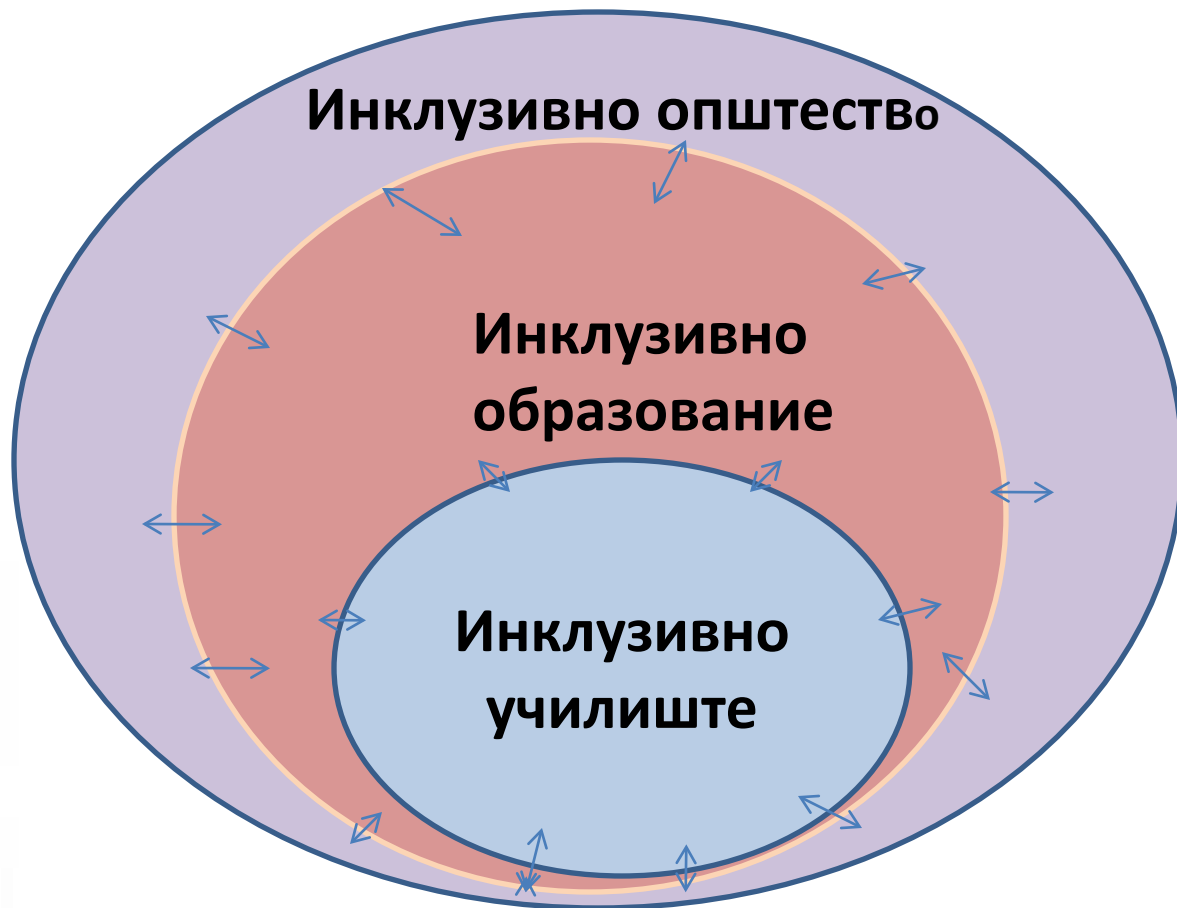 Инклузивно општество
Инклузивно
образование
Инклузивно
училиште